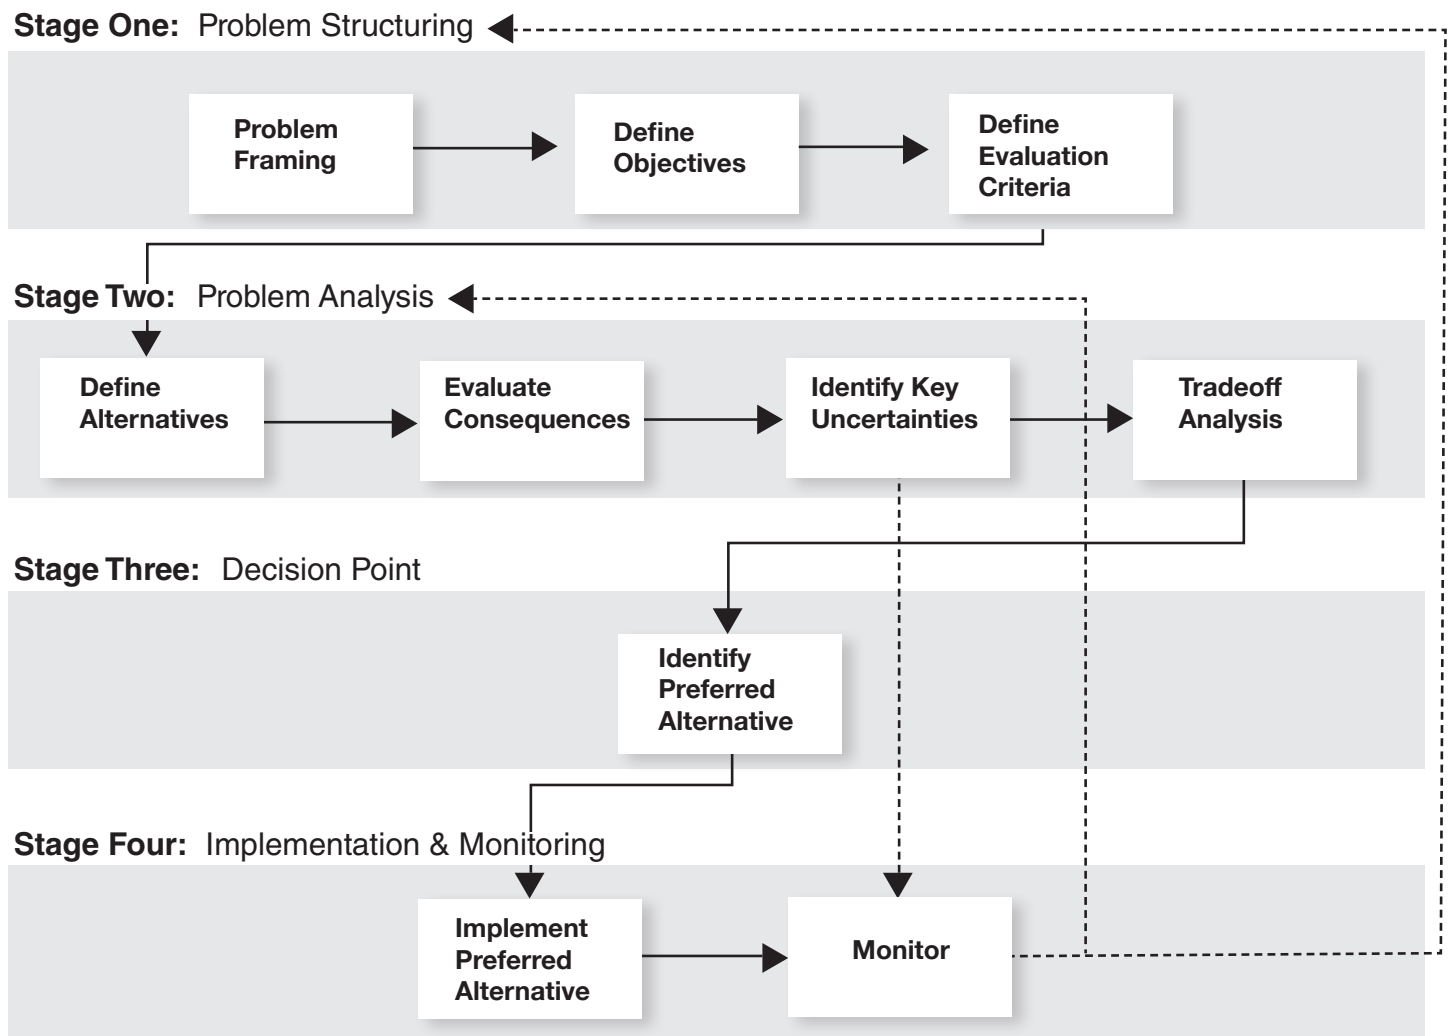 Stage One: Problem Structuring
Problem
Framing
Define
Objectives
Define
Evaluation
Criteria
Stage Two: Problem Analysis
Define
Alternatives
Evaluate
Consequences
Identify Key
Uncertainties
Tradeoff
Analysis
Stage Three: Decision Point
Identify
Preferred
Alternative
Stage Four: Implementation & Monitoring
Implement
Preferred
Alternative
Monitor